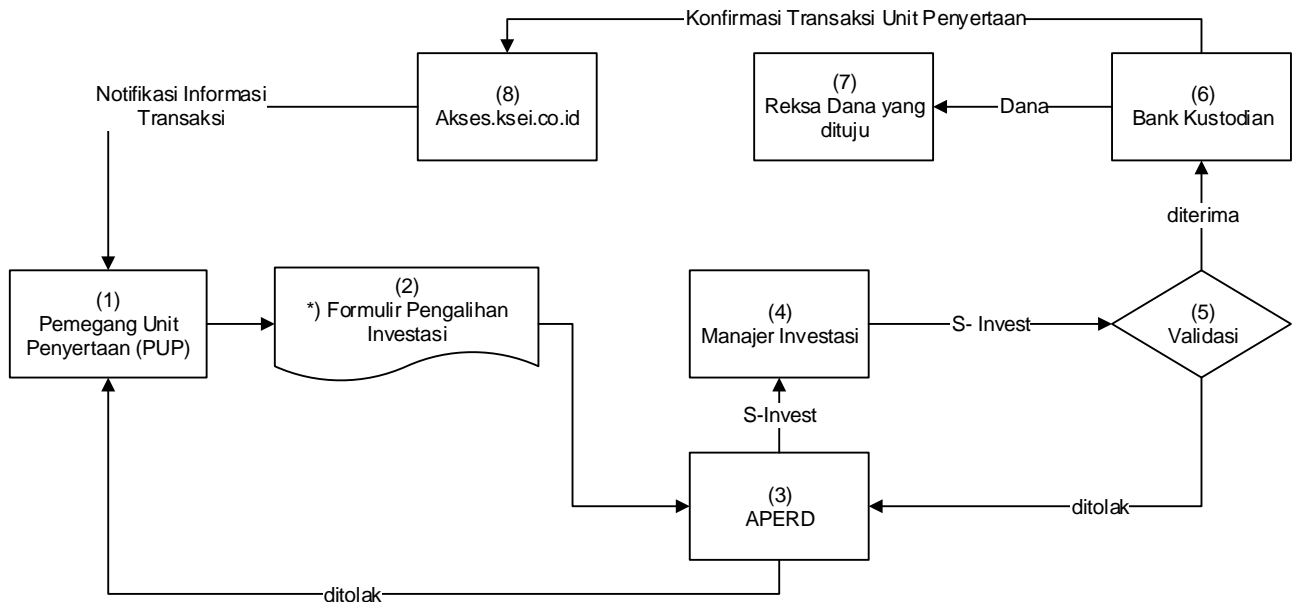 Konfirmasi Transaksi Unit Penyertaan
Notifikasi Informasi
Transaksi
(8)
Akses.ksei.co.id
(7)
Reksa Dana yang
dituju
Dana
(6)
Bank Kustodian
diterima
(1)
Pemegang Unit
Penyertaan (PUP)
(2)
*) Formulir Pengalihan
Investasi
(4)
Manajer Investasi
S- Invest
(5)
Validasi
S-Invest
(3)
APERD
ditolak
ditolak